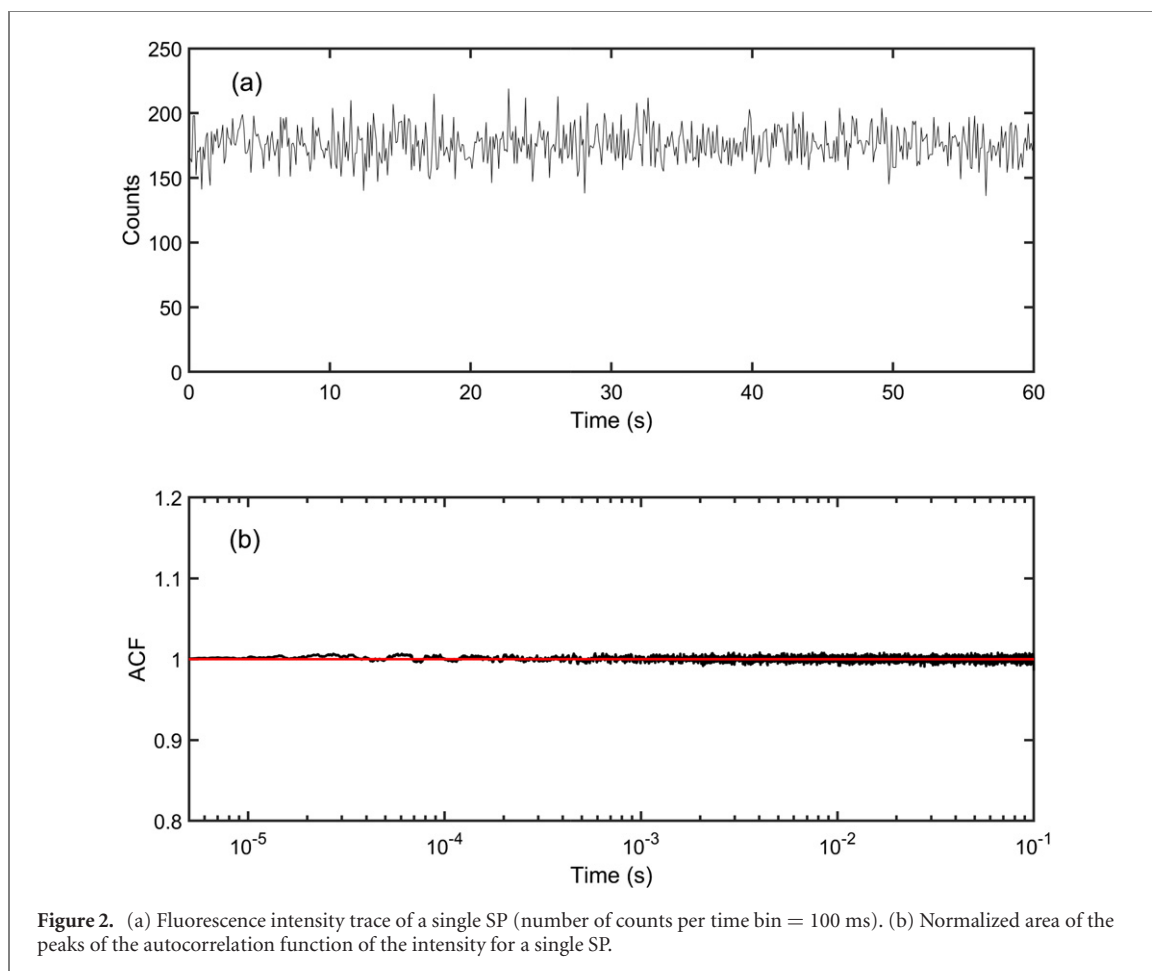 250
(a)
200
150
Counts
100
50
0
0 10 20 30 40 50 60
Time (s)
1.2
(b)
1.1
ACF
1
0.9
0.8
10-5 10-4 10-3 10-2 10-1
Time (s)
Figure 2. (a) Fluorescence intensity trace of a single SP (number of counts per time bin = 100 ms). (b) Normalized area of the
peaks of the autocorrelation function of the intensity for a single SP.